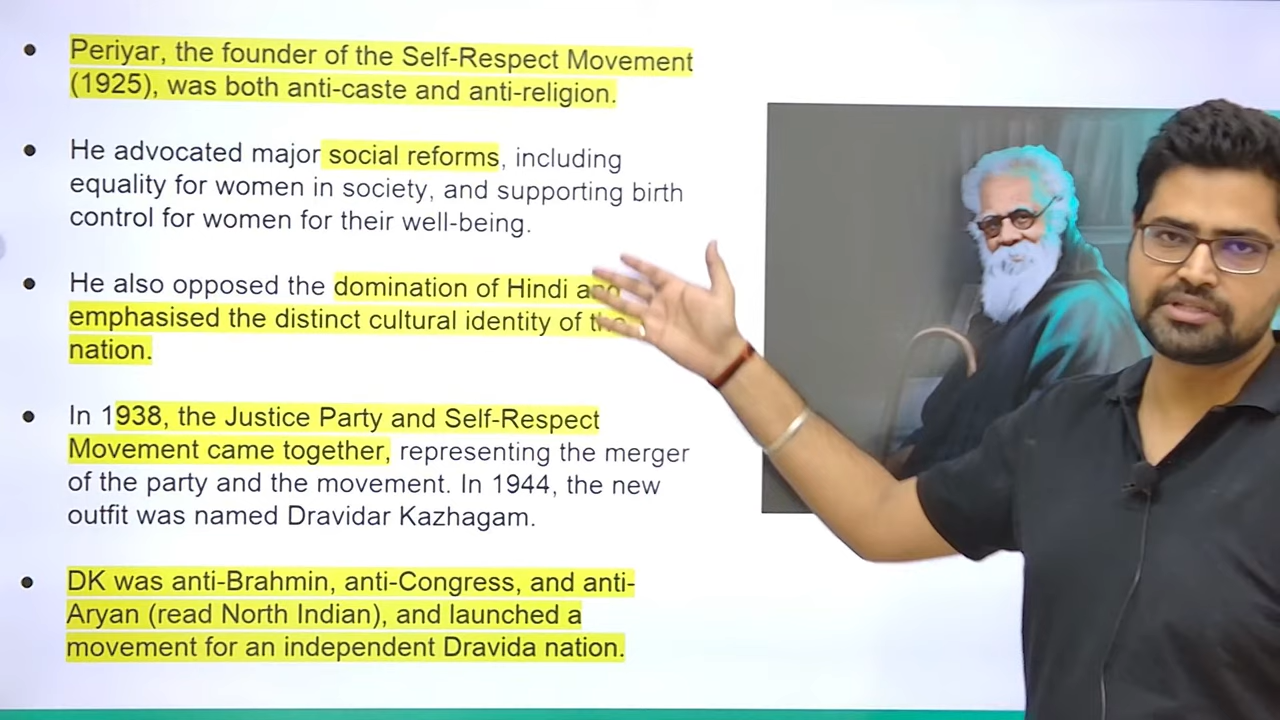 Periyar, the founder of the Self-Respect Movement
(1925), was both anti-caste and anti-religion.
He advocated major social reforms, including
equality for women in society, and supporting birth
control for women for their well-being.
He also opposed the domination of Hindi and
emphasised the distinct cultural identity of the
nation.
In 1938, the Justice Party and Self-Respect
Movement came together, representing the merger
of the party and the movement. In 1944, the new
outfit was named Dravidar Kazhagam.
DK was anti-Brahmin, anti-Congress, and anti-
Aryan (read North Indian), and launched a
movement for an independent Dravida nation.